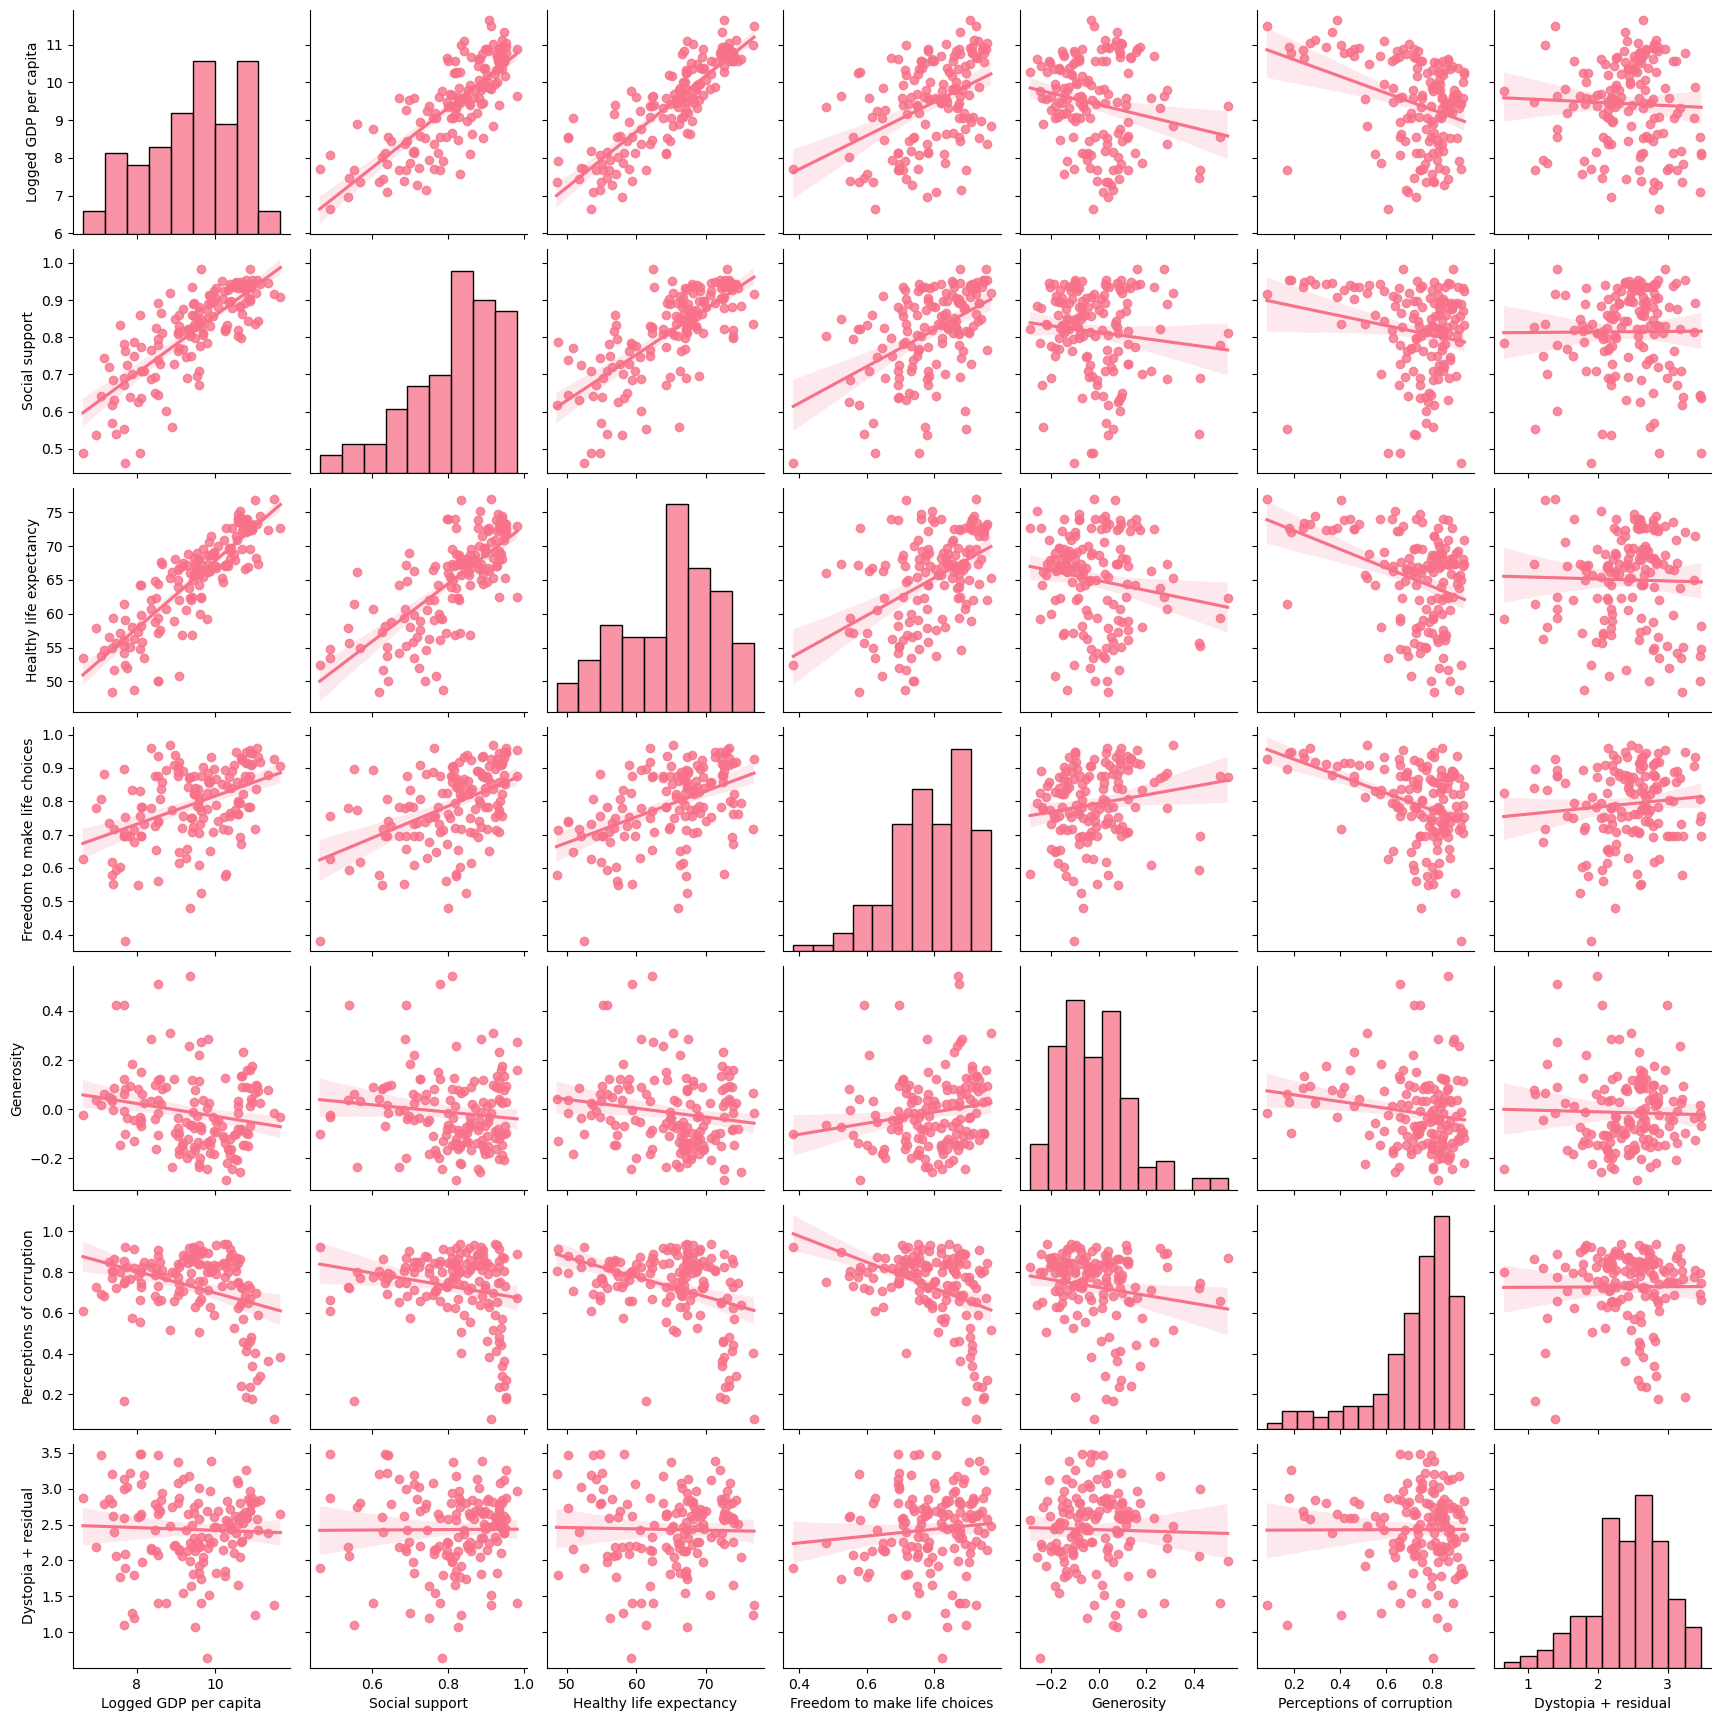 Logged GDP per capita
11
10
9
8
7
6
Social support
1.0
0.9
0.8
0.7
0.6
0.5
Healthy life expectancy
75
70
65
60
55
50
Freedom to make life choices
1.0
0.9
0.8
0.7
0.6
0.5
0.4
Generosity
0.4
0.2
0.0
−0.2
Perceptions of corruption
1.0
0.8
0.6
0.4
0.2
Dystopia + residual
3.5
3.0
2.5
2.0
1.5
1.0
8 10
0.6 0.8 1.0
50 60 70
0.4 0.6 0.8
−0.2 0.0 0.2 0.4
0.2 0.4 0.6 0.8
1 2 3
Logged GDP per capita
Social support
Healthy life expectancy
Freedom to make life choices
Generosity
Perceptions of corruption
Dystopia + residual